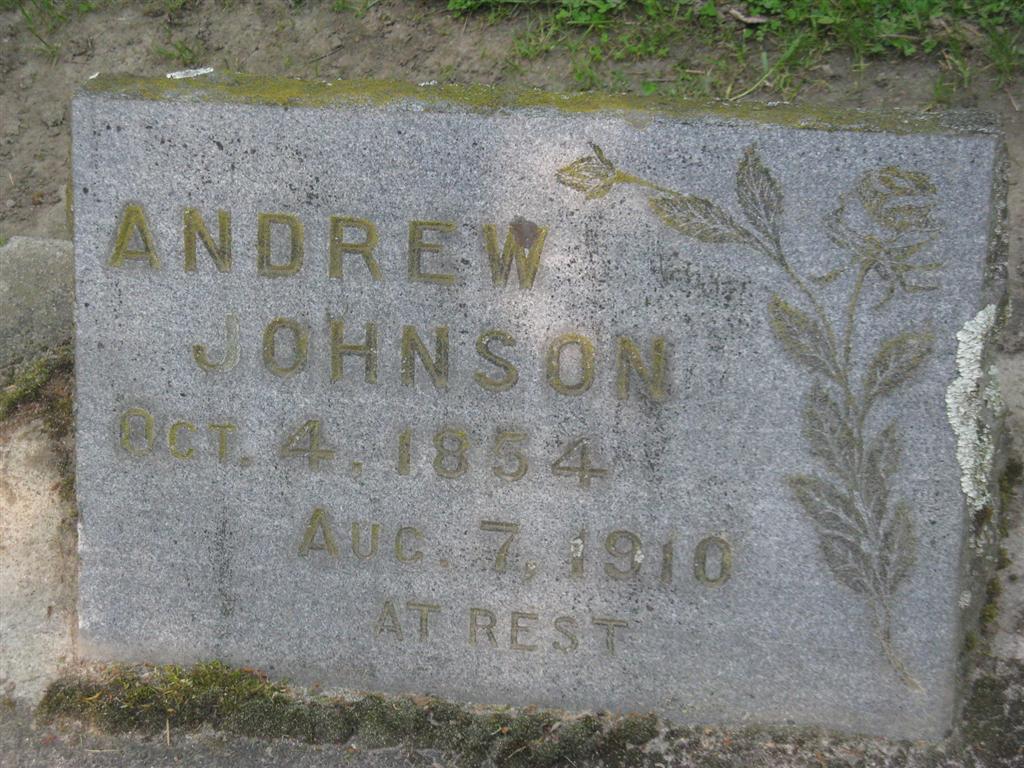 ANDREW
JOHNSON
OCT. 4, 1854
AUG. 7, 1910
AT REST